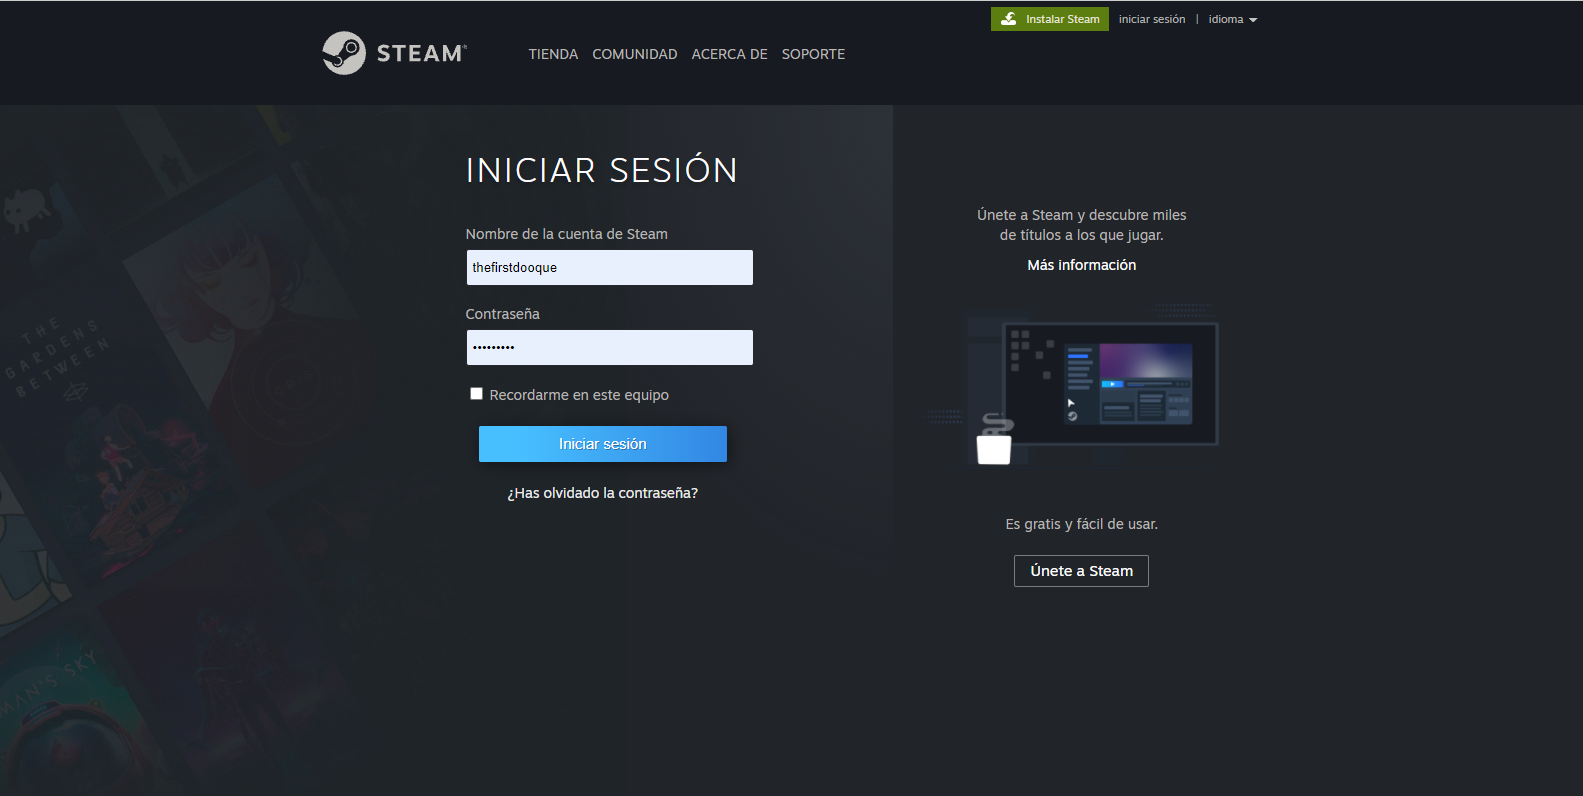 Instalar Steam
iniciar sesión | idioma
STEAM
TIENDA COMUNIDAD ACERCA DE SOPORTE
INICIAR SESIÓN
Nombre de la cuenta de Steam
thefirstdooque
Contraseña
•••••••••
Recordarme en este equipo
Iniciar sesión
¿Has olvidado la contraseña?
Únete a Steam y descubre miles
de títulos a los que jugar.
Más información
Es gratis y fácil de usar.
Únete a Steam
THE
GARDENS
BETWEEN
MAN'S SKY